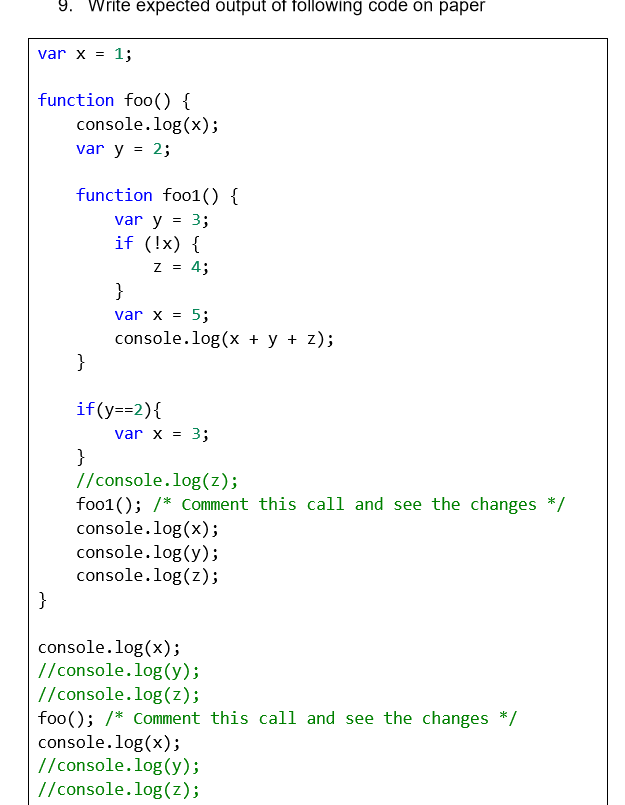 9. Write expected output of following code on paper
var x = 1;
function foo() {
console.log(x);
var y = 2;
function foo1() {
var y = 3;
if (!x) {
z = 4;
}
var x = 5;
console.log(x + y + z);
}
if(y==2){
var x = 3;
}
//console.log(z);
foo1(); /* Comment this call and see the changes */
console.log(x);
console.log(y);
console.log(z);
}
console.log(x);
//console.log(y);
//console.log(z);
foo(); /* Comment this call and see the changes */
console.log(x);
//console.log(y);
//console.log(z);